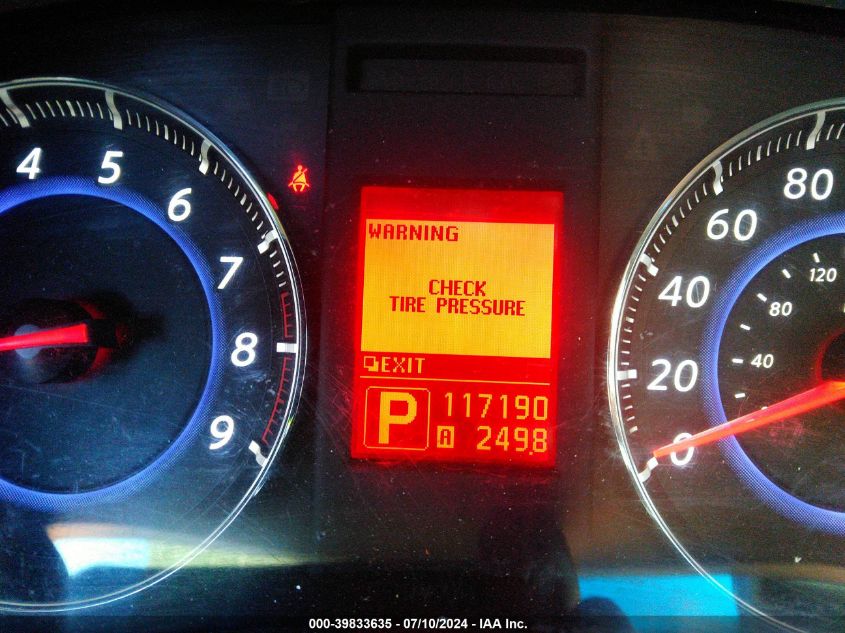 4 5 6 7 8 9
WARNING
CHECK
TIRE PRESSURE
EXIT
P 117190
A 249.8
0 20 40 60 80
40 80 120
000-39833635 - 07/10/2024 - IAA Inc.